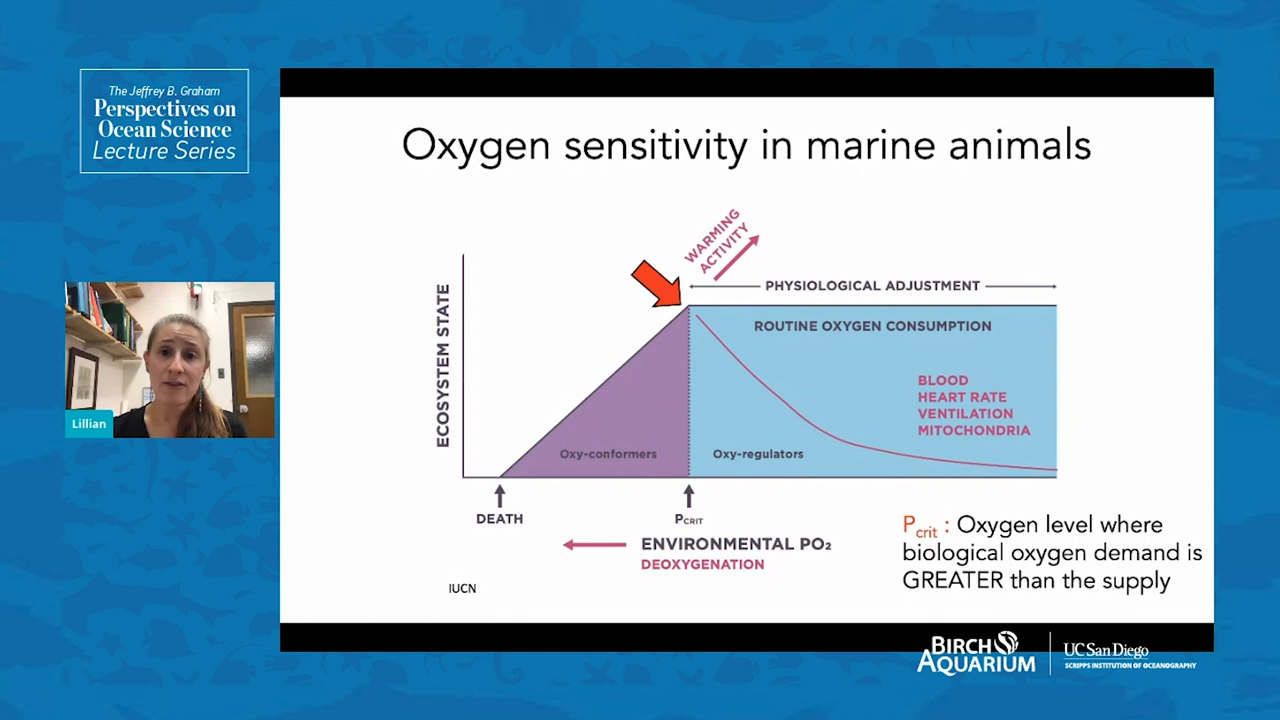 The Jeffrey B. Graham
Perspectives on
Ocean Science
Lecture Series
Lillian
Oxygen sensitivity in marine animals
WARMING
ACTIVITY
PHYSIOLOGICAL ADJUSTMENT
ROUTINE OXYGEN CONSUMPTION
ECOSYSTEM STATE
BLOOD
HEART RATE
VENTILATION
MITOCHONDRIA
Oxy-conformers
Oxy-regulators
DEATH
PCRIT
ENVIRONMENTAL PO₂
DEOXYGENATION
IUCN
Pcrit : Oxygen level where
biological oxygen demand is
GREATER than the supply
BIRCH
AQUARIUM
UC San Diego
SCRIPPS INSTITUTION OF OCEANOGRAPHY